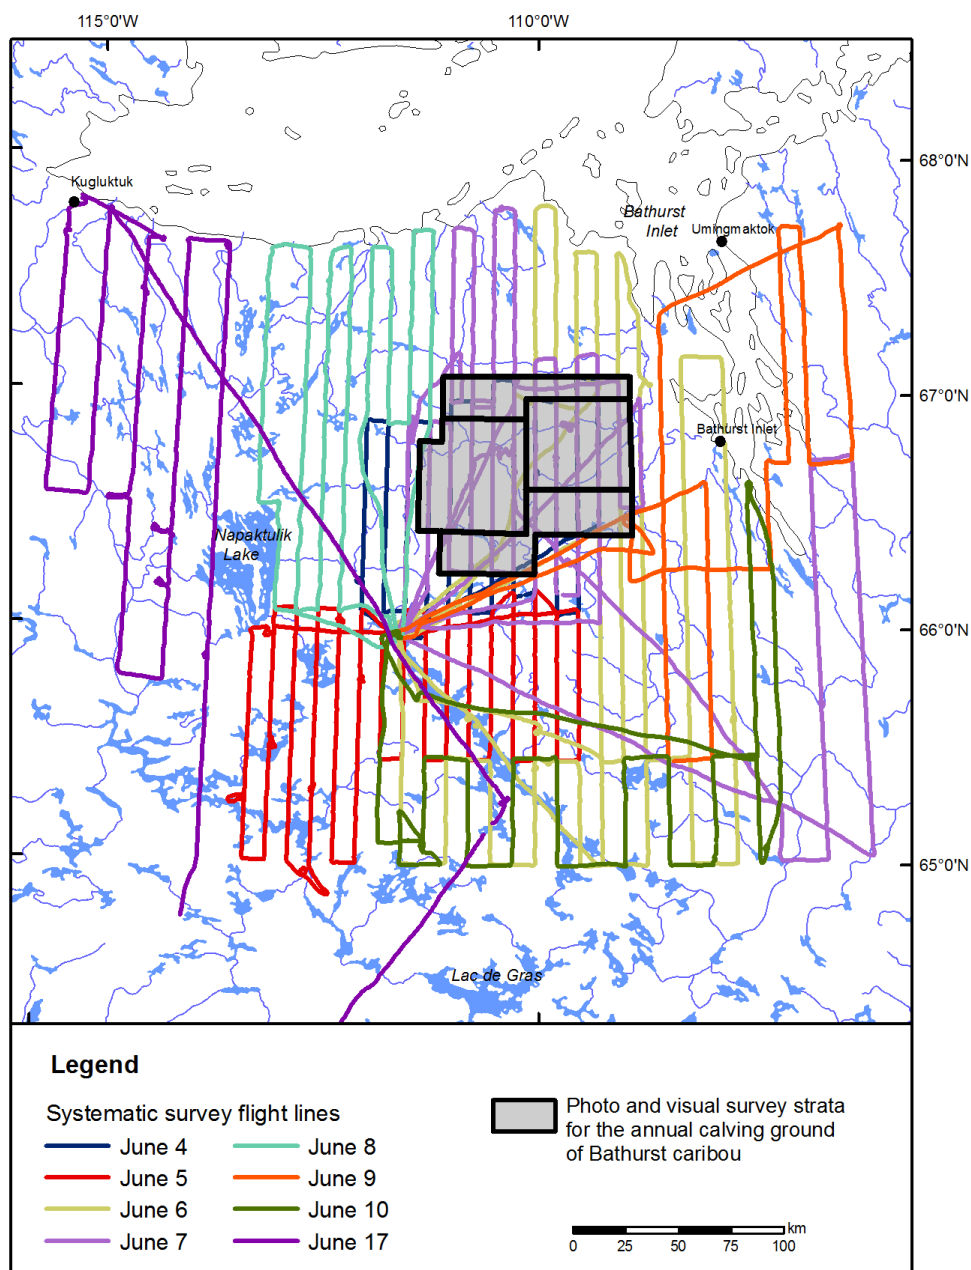 115°0'W
110°0'W
68°0'N
Kugluktuk
Bathurst
Inlet
Umingmaktok
67°0'N
Bathurst Inlet
Napaktulik
Lake
66°0'N
65°0'N
Lac de Gras
Legend
Systematic survey flight lines
June 4
June 8
June 5
June 9
June 6
June 10
June 7
June 17
Photo and visual survey strata
for the annual calving ground
of Bathurst caribou
km
0 25 50 75 100